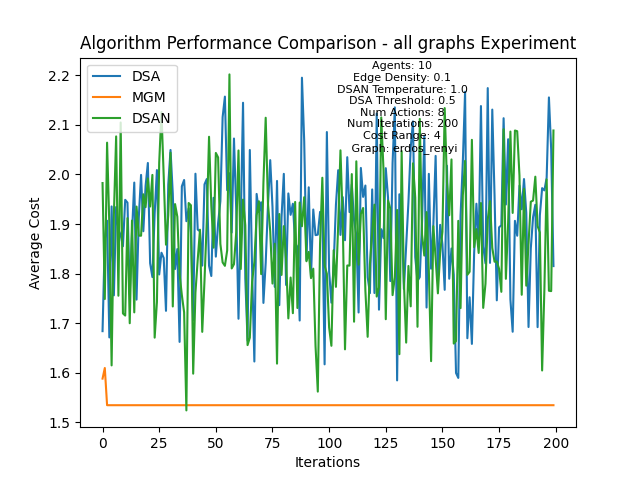 Algorithm Performance Comparison - all graphs Experiment
DSA
MGM
DSAN
Agents: 10
Edge Density: 0.1
DSAN Temperature: 1.0
DSA Threshold: 0.5
Num Actions: 8
Num Iterations: 200
Cost Range: 4
Graph: erdos_renyi
Average Cost
2.2
2.1
2.0
1.9
1.8
1.7
1.6
1.5
0 25 50 75 100 125 150 175 200
Iterations